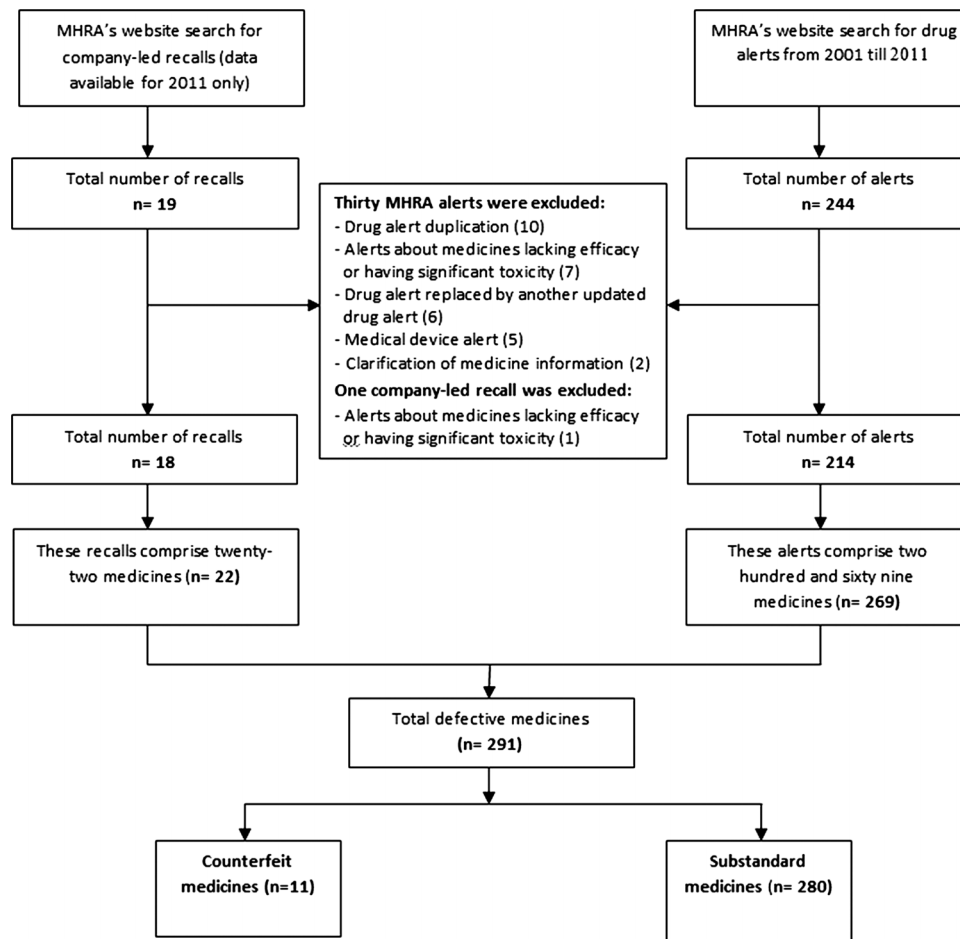 MHRA's website search for
company-led recalls (data
available for 2011 only)
MHRA's website search for drug
alerts from 2001 till 2011
Total number of recalls
n= 19
Total number of alerts
n= 244
Thirty MHRA alerts were excluded:
- Drug alert duplication (10)
- Alerts about medicines lacking efficacy
or having significant toxicity (7)
- Drug alert replaced by another updated
drug alert (6)
- Medical device alert (5)
- Clarification of medicine information (2)
One company-led recall was excluded:
- Alerts about medicines lacking efficacy
or having significant toxicity (1)
Total number of recalls
n= 18
Total number of alerts
n= 214
These recalls comprise twenty-
two medicines (n= 22)
These alerts comprise two
hundred and sixty nine
medicines (n= 269)
Total defective medicines
(n= 291)
Counterfeit
medicines (n=11)
Substandard
medicines (n= 280)